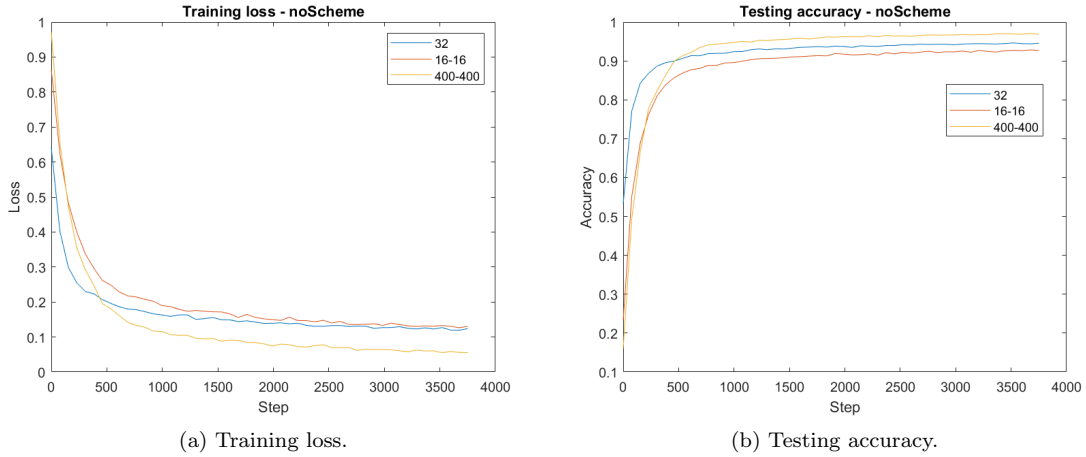 Training loss - noScheme
1
0.9
0.8
0.7
0.6
0.5
0.4
0.3
0.2
0.1
0
Loss
0 500 1000 1500 2000 2500 3000 3500 4000
Step
32
16-16
400-400
(a) Training loss.
Testing accuracy - noScheme
1
0.9
0.8
0.7
0.6
0.5
0.4
0.3
0.2
0.1
Accuracy
0 500 1000 1500 2000 2500 3000 3500 4000
Step
32
16-16
400-400
(b) Testing accuracy.